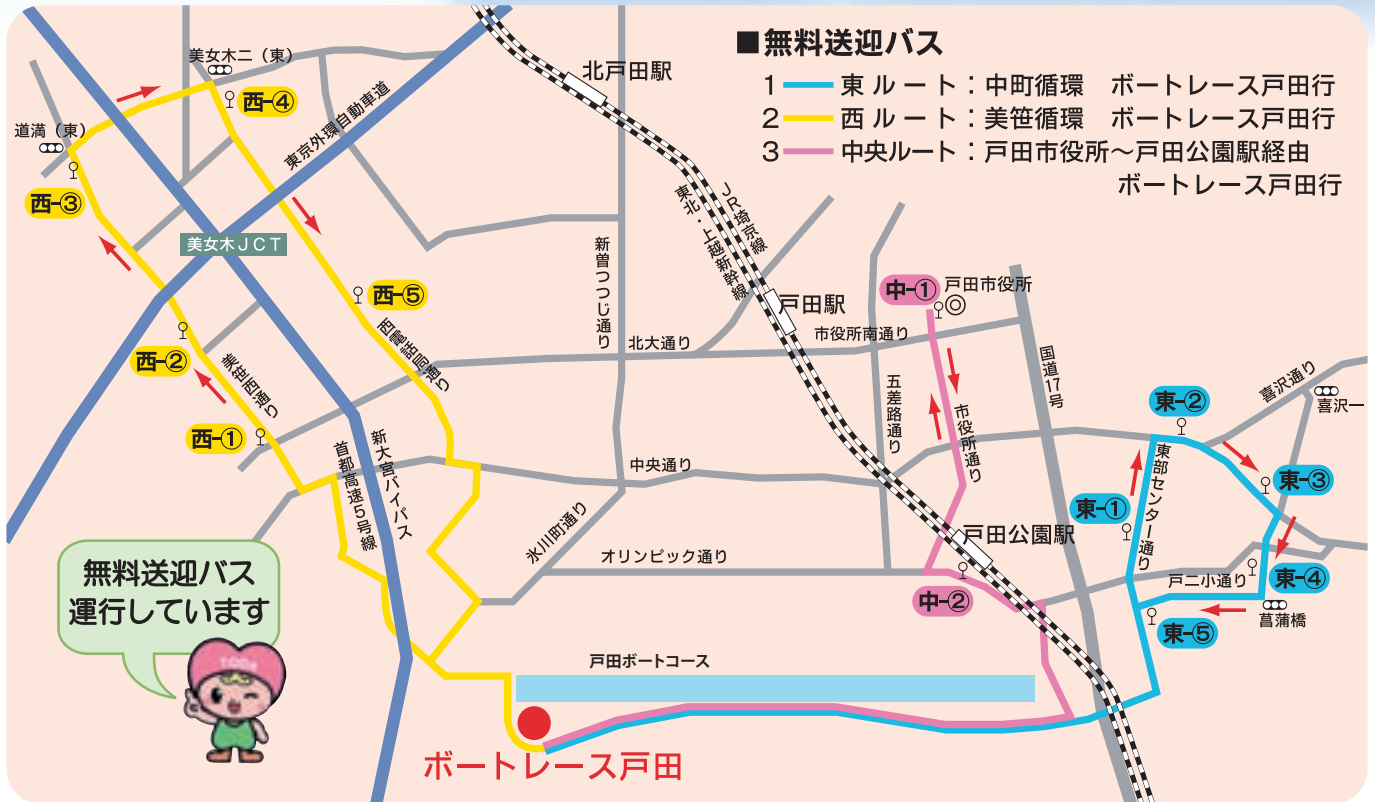 ■無料送迎バス
1 東ルート：中町循環　ボートレース戸田行
2 西ルート：美笹循環　ボートレース戸田行
3 中央ルート：戸田市役所～戸田公園駅経由
ボートレース戸田行
美女木二（東）
西-④
北戸田駅
道満（東）
東京外環自動車道
西-③
美女木JCT
JR埼京線
東北・上越新幹線
新曽つつじ通り
西-⑤
中-①
戸田市役所
戸田駅
市役所南通り
西-②
西電話局通り
北大通り
国道17号
美笹西通り
五差路通り
喜沢通り
喜沢一
東-②
市役所通り
西-①
新大宮バイパス
首都高速5号線
中央通り
東部センター通り
東-③
東-①
氷川町通り
戸田公園駅
オリンピック通り
無料送迎バス
運行しています
中-②
戸二小通り
東-④
菖蒲橋
東-⑤
TODA
戸田ボートコース
ボートレース戸田